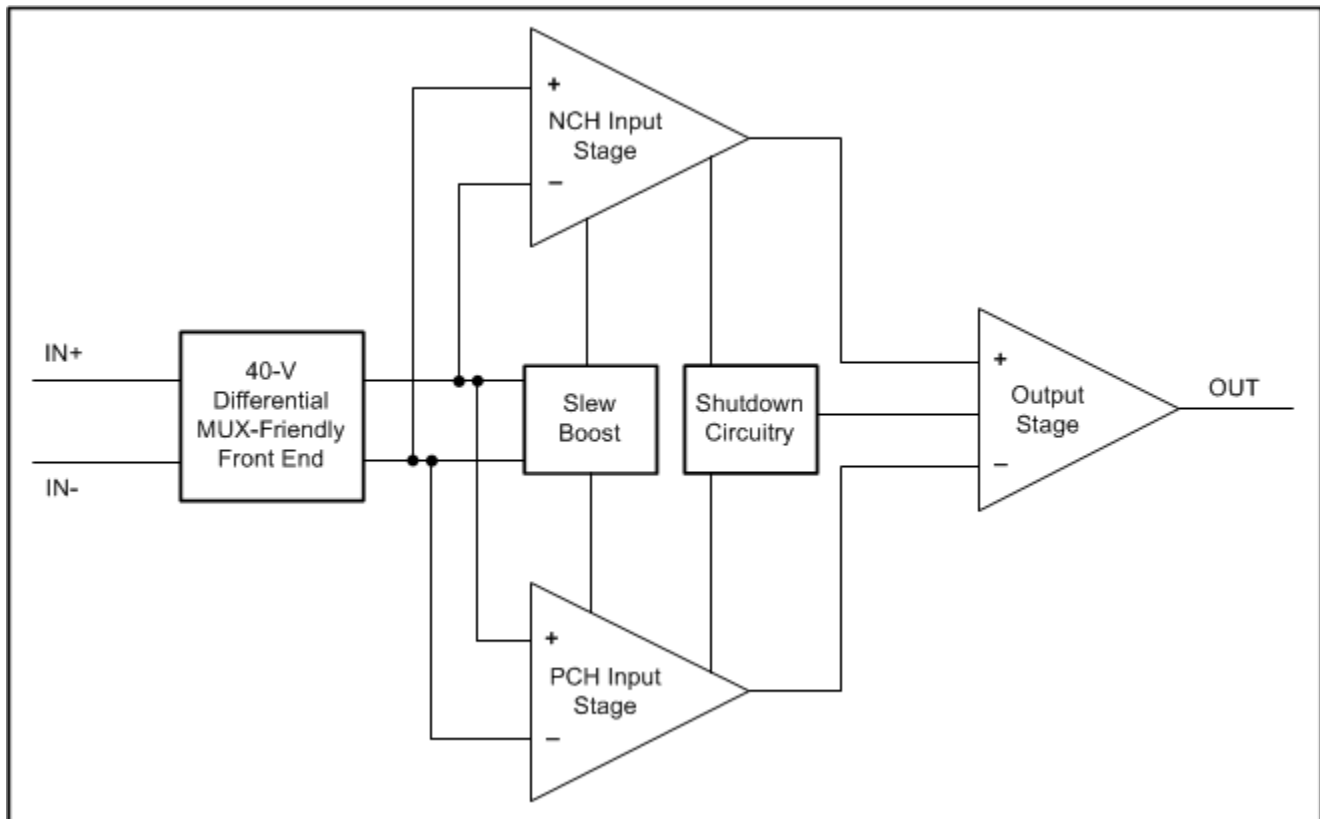 +
NCH Input
Stage
–
IN+
40-V
Differential
MUX-Friendly
Front End
IN-
Slew
Boost
Shutdown
Circuitry
+
Output
Stage
–
OUT
+
PCH Input
Stage
–